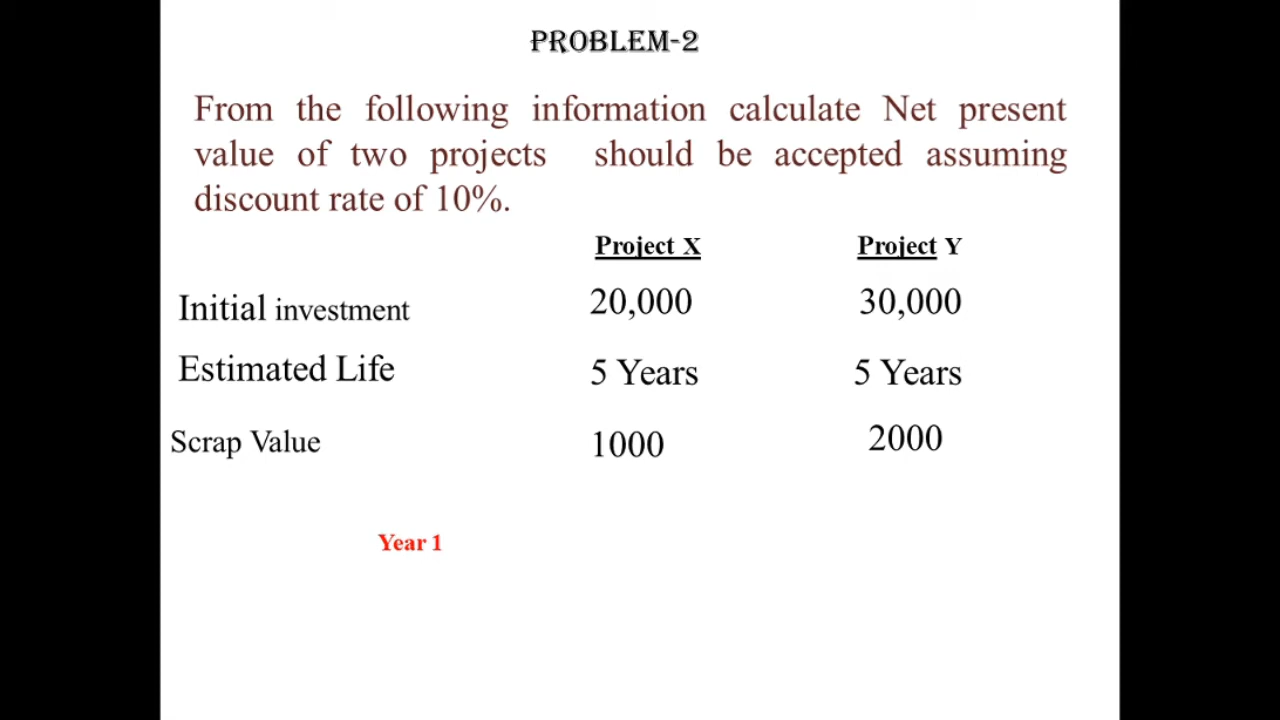 PROBLEM-2
From the following information calculate Net present
value of two projects should be accepted assuming
discount rate of 10%.
Project X Project Y
Initial investment 20,000 30,000
Estimated Life 5 Years 5 Years
Scrap Value 1000 2000
Year 1